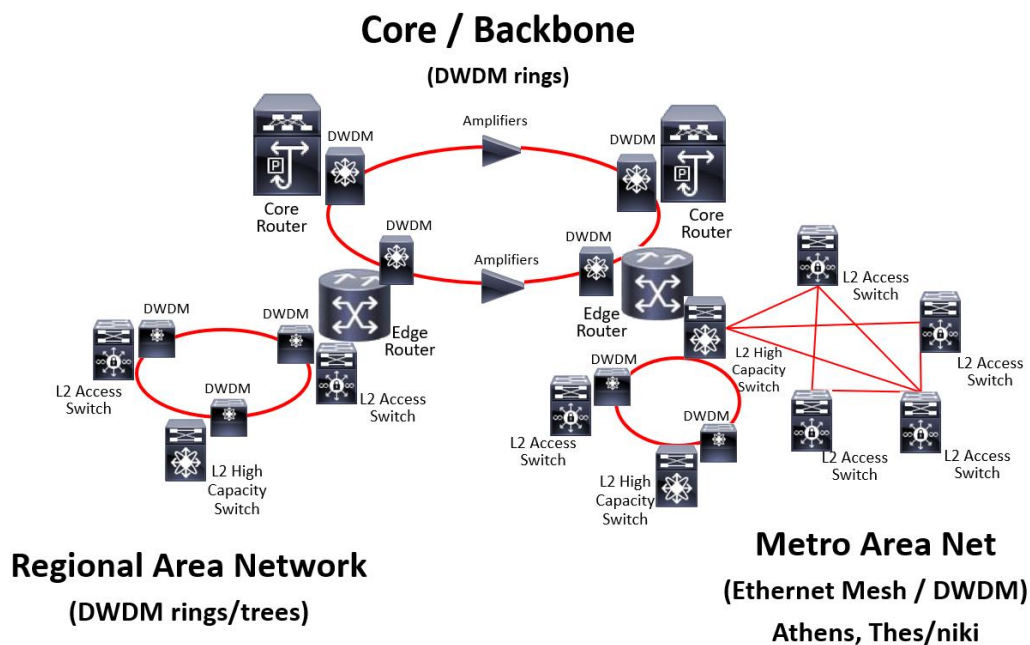 Core / Backbone
(DWDM rings)
Amplifiers
DWDM
DWDM
P
P
Core
Router
Core
Router
DWDM
DWDM
Amplifiers
Edge
Router
Edge
Router
L2 Access
Switch
DWDM
DWDM
L2 Access
Switch
L2 Access
Switch
DWDM
L2 High
Capacity
Switch
L2 High
Capacity
Switch
L2 Access
Switch
DWDM
L2 Access
Switch
DWDM
L2 High
Capacity
Switch
L2 Access
Switch
L2 Access
Switch
Regional Area Network
(DWDM rings/trees)
Metro Area Net
(Ethernet Mesh / DWDM)
Athens, Thes/niki